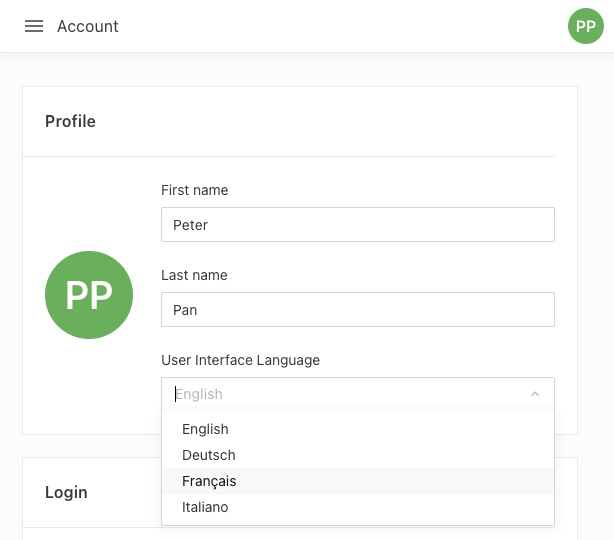 Account
PP
Profile
First name
Peter
PP
Last name
Pan
User Interface Language
English
English
Deutsch
Français
Italiano
Login